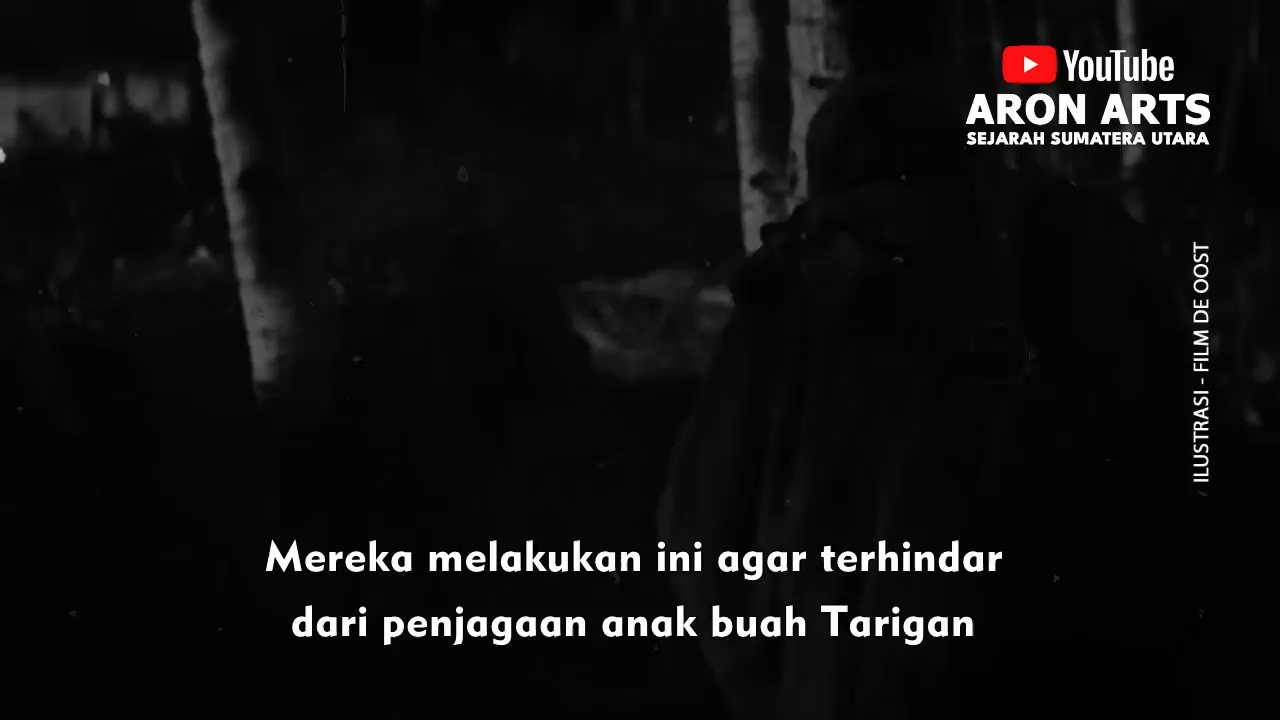 YouTube
ARON ARTS
SEJARAH SUMATERA UTARA
ILUSTRASI - FILM DE OOST
Mereka melakukan ini agar terhindar
dari penjagaan anak buah Tarigan